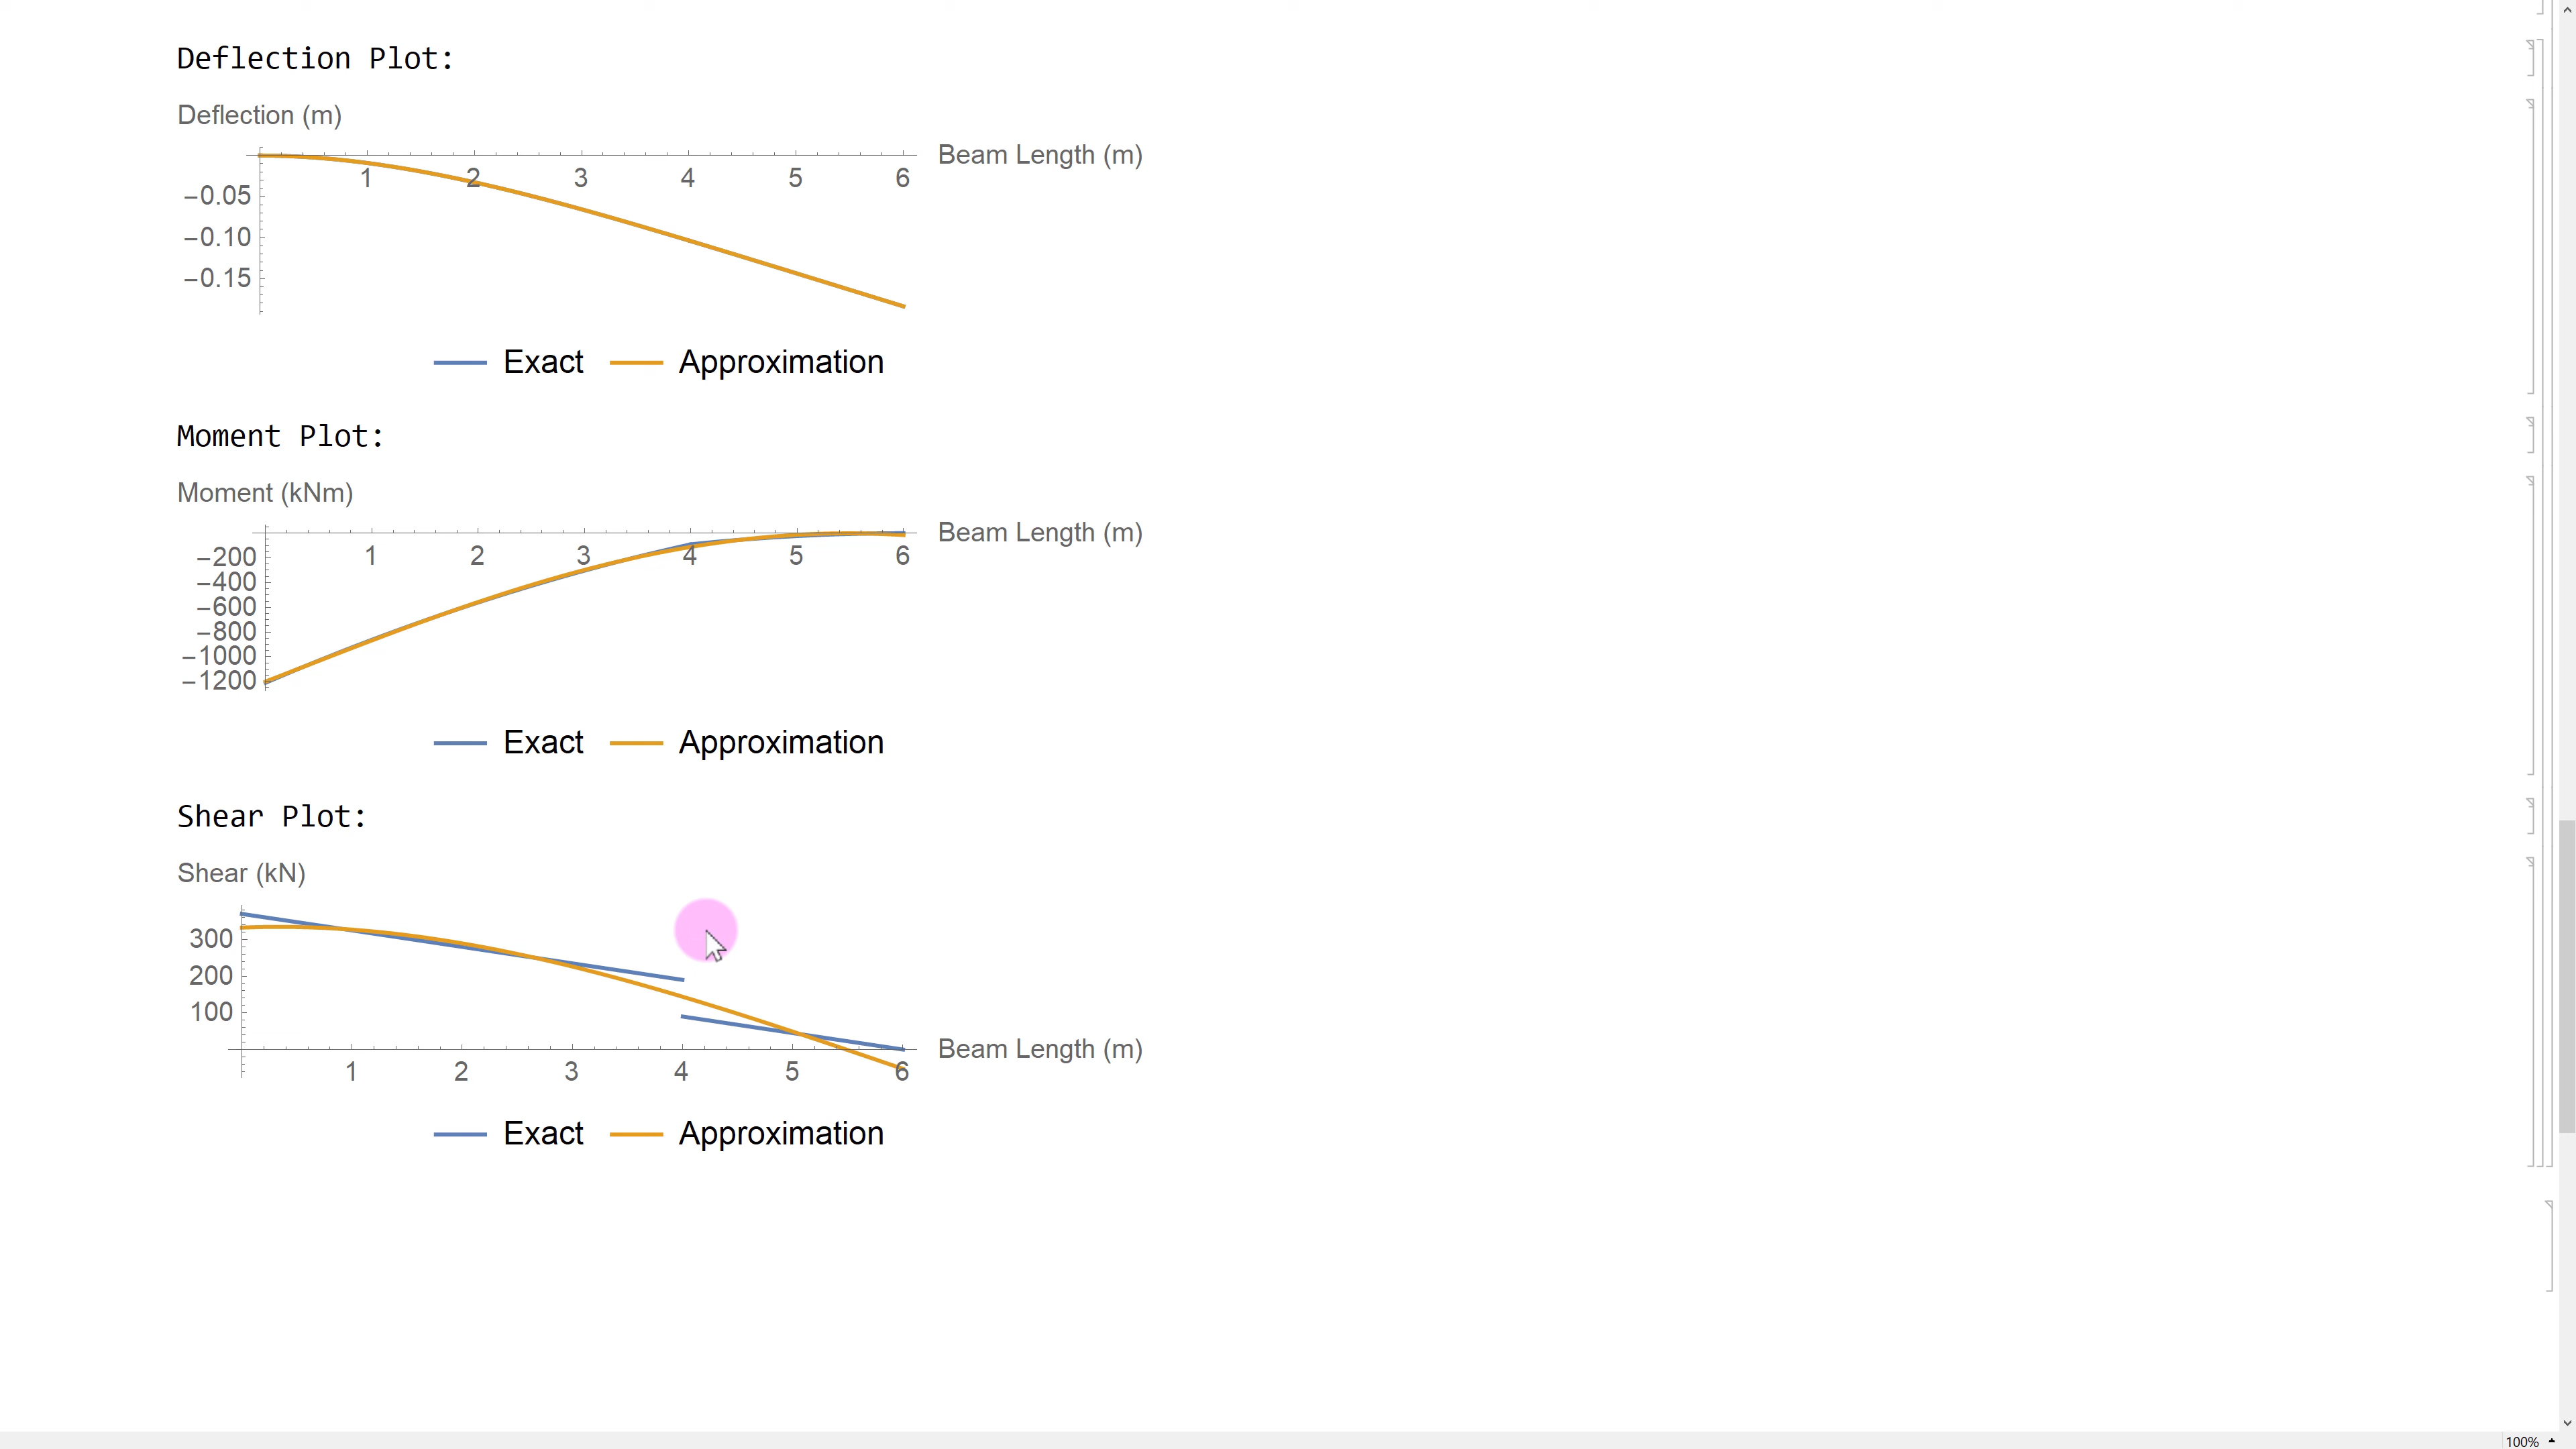 Deflection Plot:
Deflection (m)
1 2 3 4 5 6 Beam Length (m)
−0.05
−0.10
−0.15
Exact Approximation
Moment Plot:
Moment (kNm)
1 2 3 4 5 6 Beam Length (m)
−200
−400
−600
−800
−1000
−1200
Exact Approximation
Shear Plot:
Shear (kN)
300
200
100
Beam Length (m)
1 2 3 4 5 6
Exact Approximation
100%